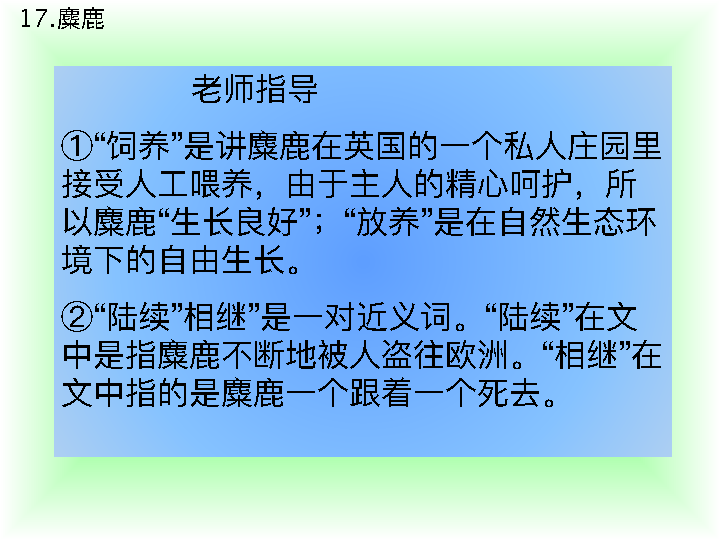 17.麋鹿
老师指导
①“饲养”是讲麋鹿在英国的一个私人庄园里
接受人工喂养，由于主人的精心呵护，所
以麋鹿“生长良好”；“放养”是在自然生态环
境下的自由生长。
②“陆续”相继”是一对近义词。“陆续”在文
中是指麋鹿不断地被人盗往欧洲。“相继”在
文中指的是麋鹿一个跟着一个死去。